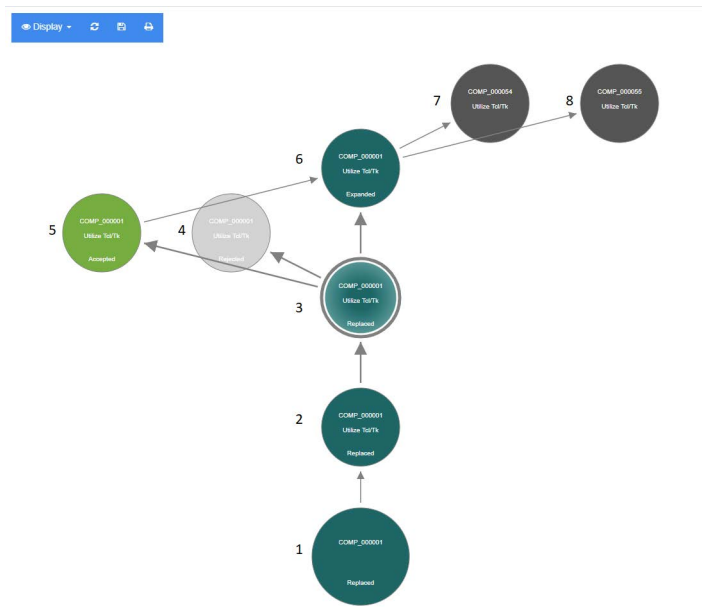 Display
7
COMP_000054
Utilize Tcl/Tk
8
COMP_000055
Utilize Tcl/Tk
6
COMP_000001
Utilize Tcl/Tk
Expanded
5
COMP_000001
Utilize Tcl/Tk
Accepted
4
COMP_000001
Utilize Tcl/Tk
Rejected
3
COMP_000001
Utilize Tcl/Tk
Replaced
2
COMP_000001
Utilize Tcl/Tk
Replaced
1
COMP_000001
Replaced